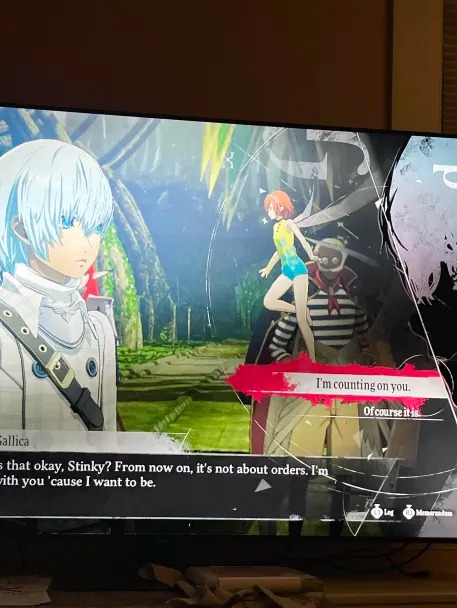 I'm counting on you.
Of course it is.
Gallica
s that okay, Stinky? From now on, it's not about orders. I'm
with you 'cause I want to be.
Log
Memorandum